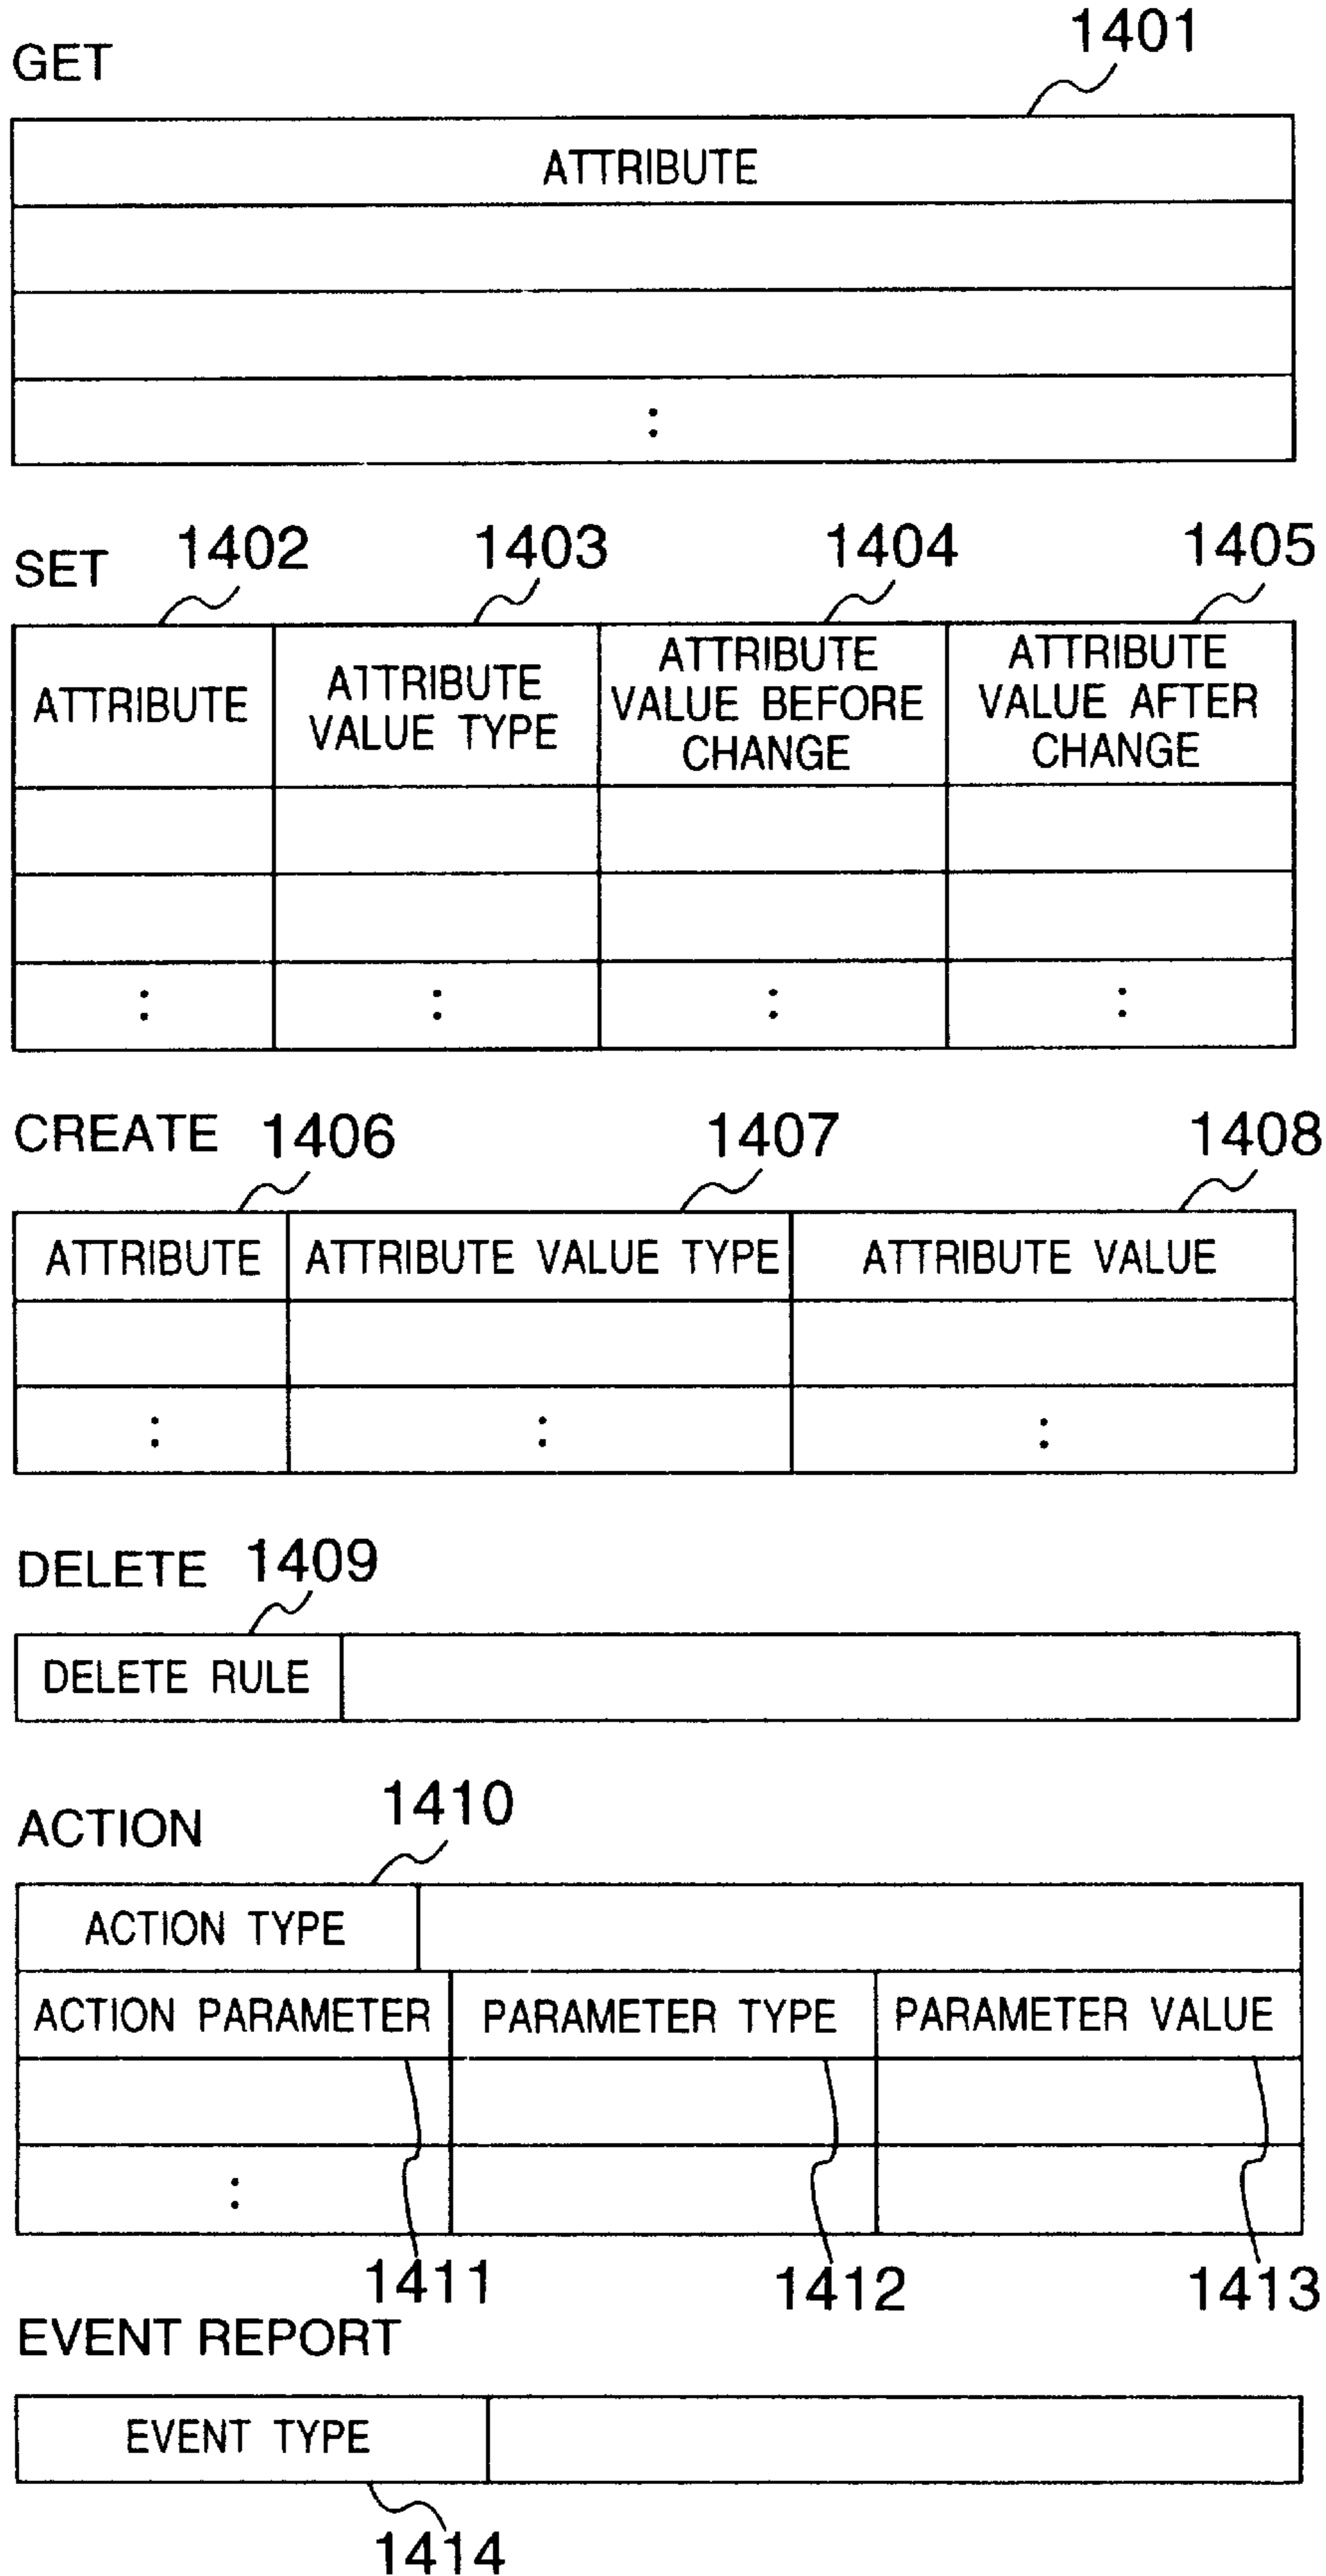 1401
GET
ATTRIBUTE
:
SET
1402
1403
1404
1405
ATTRIBUTE
ATTRIBUTE
VALUE TYPE
ATTRIBUTE
VALUE BEFORE
CHANGE
ATTRIBUTE
VALUE AFTER
CHANGE
: : : :
CREATE
1406
1407
1408
ATTRIBUTE
ATTRIBUTE VALUE TYPE
ATTRIBUTE VALUE
: : :
DELETE
1409
DELETE RULE
ACTION
1410
ACTION TYPE
ACTION PARAMETER
PARAMETER TYPE
PARAMETER VALUE
:
1411
1412
1413
EVENT REPORT
EVENT TYPE
1414